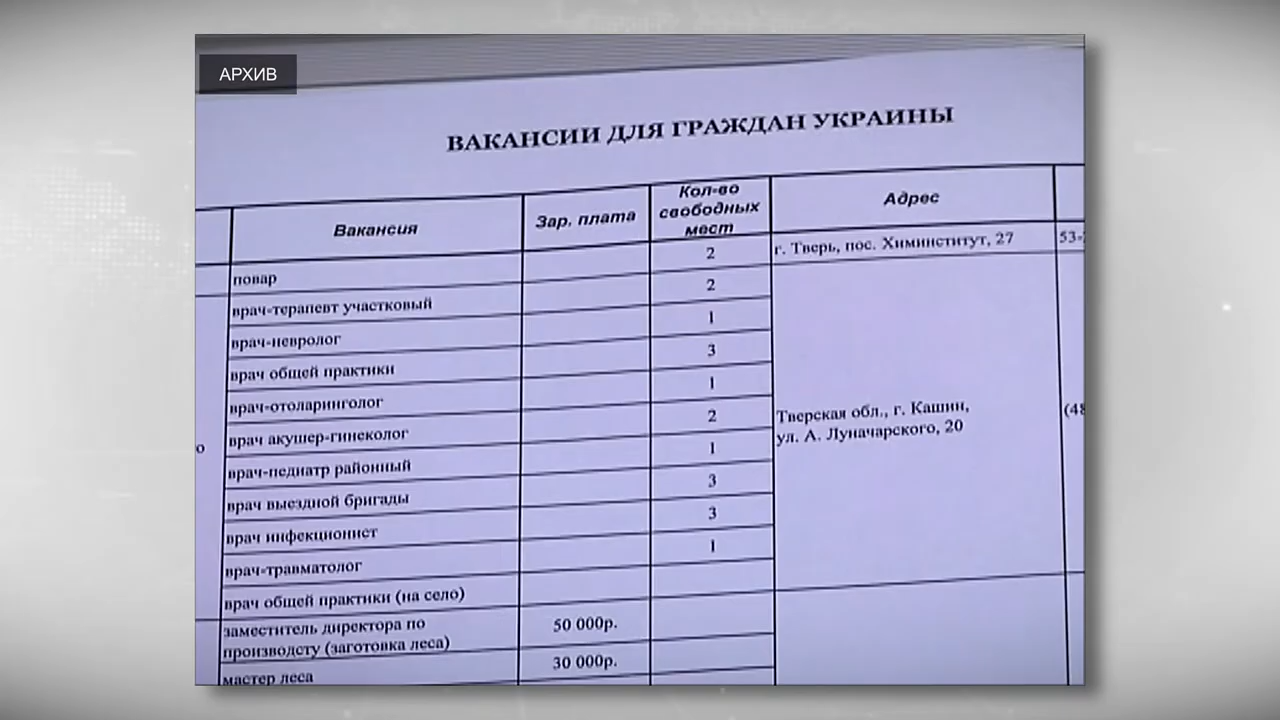 АРХИВ
ВАКАНСИИ ДЛЯ ГРАЖДАН УКРАИНЫ
Вакансия Зар. плата Кол-во свободных мест Адрес
повар 2 г. Тверь, пос. Химинститут, 27 53-
врач-терапевт участковый 2
врач-невролог 1
врач общей практики 3
врач-отоларинголог 1
врач акушер-гинеколог 2 Тверская обл., г. Кашин, (48
о врач-педиатр районный 1 ул. А. Луначарского, 20
врач выездной бригады 3
врач инфекционист 3
врач-травматолог 1
врач общей практики (на село)
заместитель директора по 50 000р.
производсту (заготовка леса)
мастер леса 30 000р.